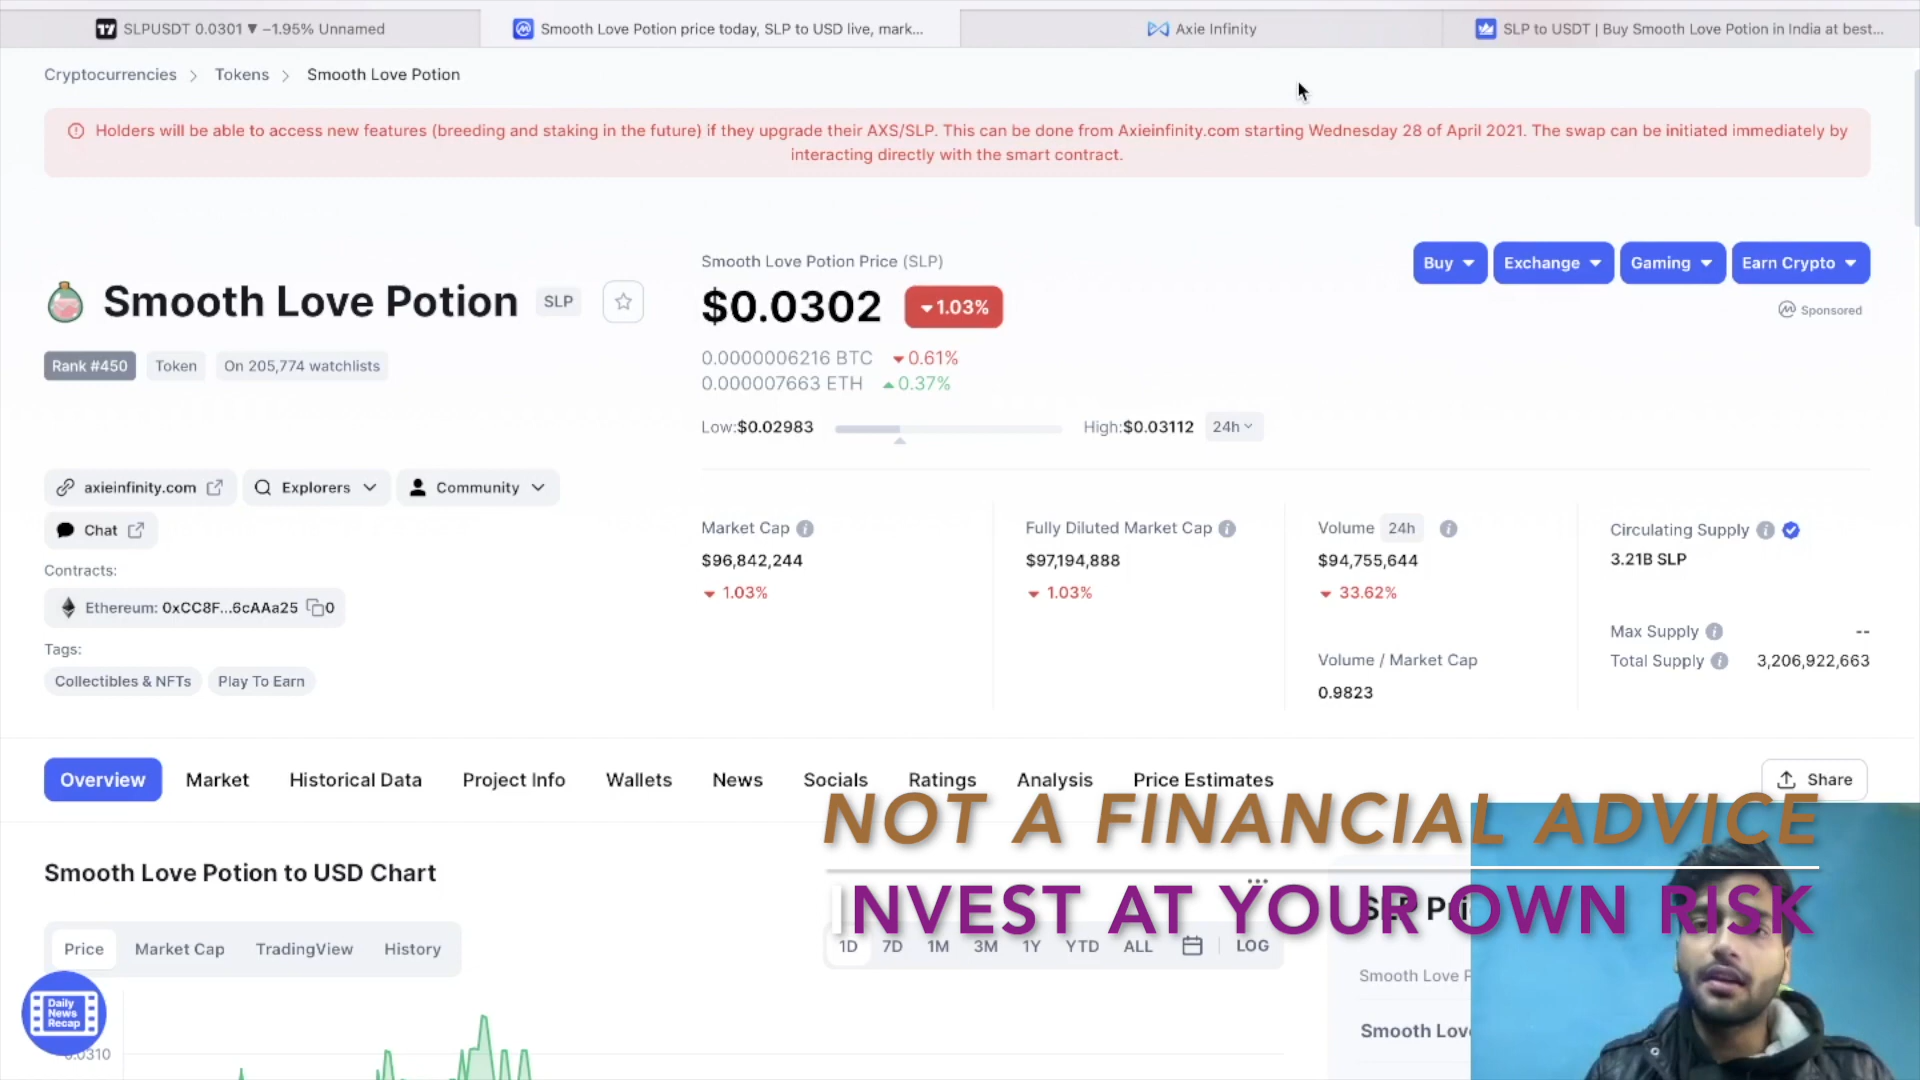 SLPUSDT 0.0301 ▼ −1.95% Unnamed
Smooth Love Potion price today, SLP to USD live, mark...
Axie Infinity
SLP to USDT | Buy Smooth Love Potion in India at best...
Cryptocurrencies > Tokens > Smooth Love Potion
Holders will be able to access new features (breeding and staking in the future) if they upgrade their AXS/SLP. This can be done from Axieinfinity.com starting Wednesday 28 of April 2021. The swap can be initiated immediately by
interacting directly with the smart contract.
Smooth Love Potion SLP
Rank #450 Token On 205,774 watchlists
axieinfinity.com Explorers Community
Chat
Contracts:
Ethereum: 0xCC8F...6cAAa25 0
Tags:
Collectibles & NFTs Play To Earn
Smooth Love Potion Price (SLP)
$0.0302 1.03%
0.0000006216 BTC 0.61%
0.000007663 ETH 0.37%
Low:$0.02983 High:$0.03112 24h
Buy Exchange Gaming Earn Crypto
Sponsored
Market Cap
$96,842,244
1.03%
Fully Diluted Market Cap
$97,194,888
1.03%
Volume 24h
$94,755,644
33.62%
Volume / Market Cap
0.9823
Circulating Supply
3.21B SLP
Max Supply --
Total Supply 3,206,922,663
Overview Market Historical Data Project Info Wallets News Socials Ratings Analysis Price Estimates
Share
NOT A FINANCIAL ADVICE
INVEST AT YOUR OWN RISK
Smooth Love Potion to USD Chart
Price Market Cap TradingView History
1D 7D 1M 3M 1Y YTD ALL LOG
SLP Pri
Smooth Love P
Smooth Lov
Daily
News
Recap
0.0310